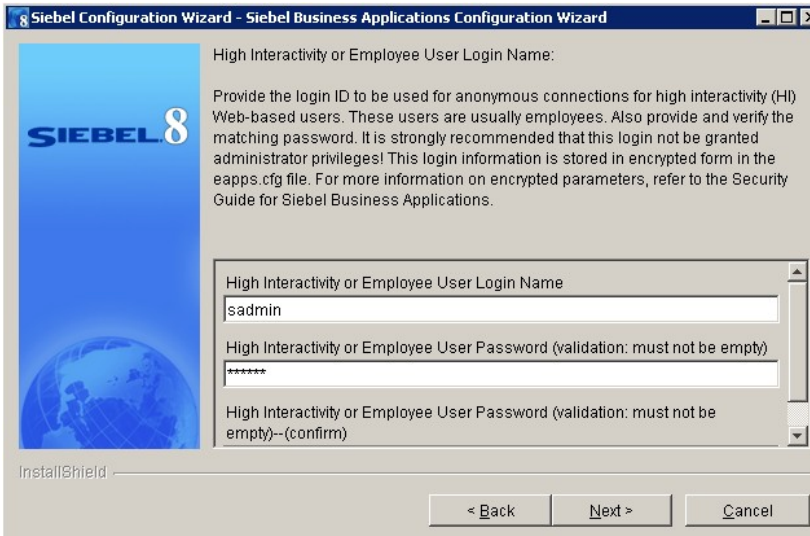 Siebel Configuration Wizard - Siebel Business Applications Configuration Wizard
SIEBEL. 8
High Interactivity or Employee User Login Name:
Provide the login ID to be used for anonymous connections for high interactivity (HI)
Web-based users. These users are usually employees. Also provide and verify the
matching password. It is strongly recommended that this login not be granted
administrator privileges! This login information is stored in encrypted form in the
eapps.cfg file. For more information on encrypted parameters, refer to the Security
Guide for Siebel Business Applications.
High Interactivity or Employee User Login Name
sadmin
High Interactivity or Employee User Password (validation: must not be empty)
******
High Interactivity or Employee User Password (validation: must not be
empty)--(confirm)
InstallShield
< Back
Next >
Cancel